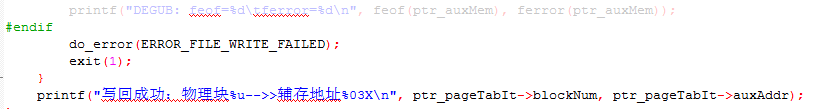 printf("DEGUB: feof=%d\tferror=%d\n", feof(ptr_auxMem), ferror(ptr_auxMem));
#endif
do_error(ERROR_FILE_WRITE_FAILED);
exit(1);
}
printf("写回成功：物理块%u-->>辅存地址%03X\n", ptr_pageTabIt->blockNum, ptr_pageTabIt->auxAddr);